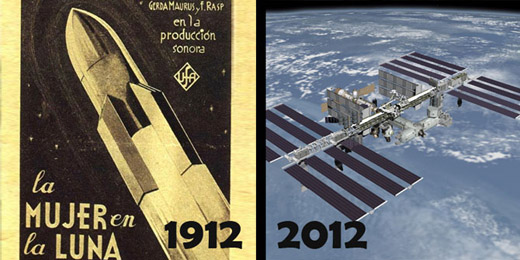 GERDA MAURUS y F. RASP
en la
producción
sonora
UFA
la
MUJER en
la LUNA
1912
2012